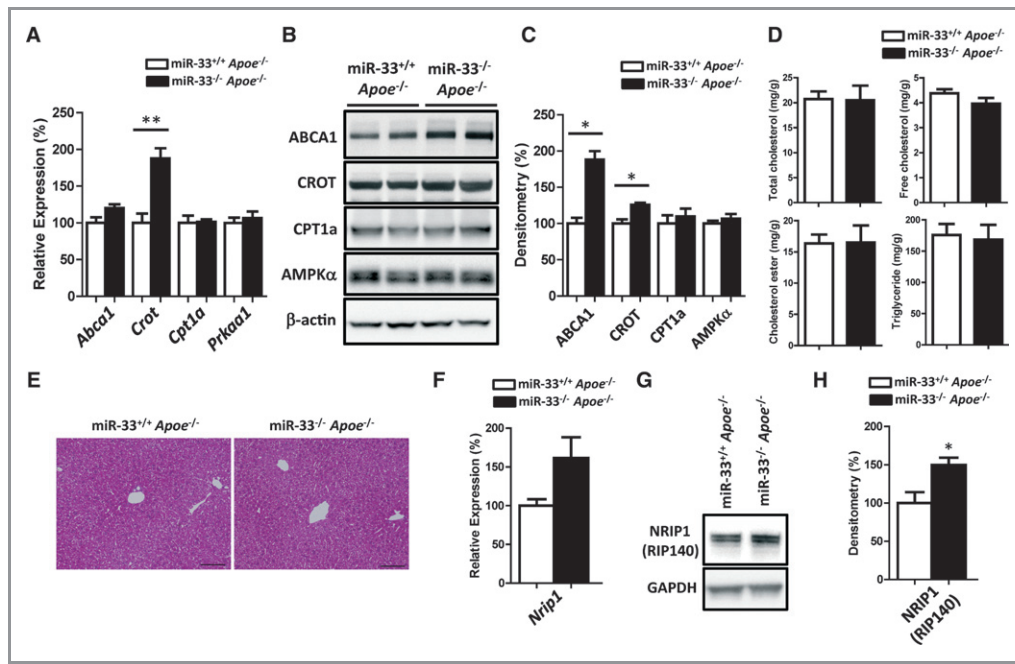 A
miR-33+/+ Apoe-/-
miR-33-/- Apoe-/-
Relative Expression (%)
250
200
150
100
50
0
**
Abca1
Crot
Cpt1a
Prkaa1
B
miR-33+/+ miR-33-/-
Apoe-/- Apoe-/-
ABCA1
CROT
CPT1a
AMPKα
β-actin
C
miR-33+/+ Apoe-/-
miR-33-/- Apoe-/-
Densitometry (%)
250
200
150
100
50
0
*
*
ABCA1
CROT
CPT1a
AMPKα
D
miR-33+/+ Apoe-/-
miR-33-/- Apoe-/-
Total cholesterol (mg/g)
25
20
15
10
5
0
Free cholesterol (mg/g)
6
4
2
0
Cholesterol ester (mg/g)
20
15
10
5
0
Triglyceride (mg/g)
200
150
100
50
0
E
miR-33+/+ Apoe-/-
miR-33-/- Apoe-/-
F
miR-33+/+ Apoe-/-
miR-33-/- Apoe-/-
Relative Expression (%)
200
150
100
50
0
Nrip1
G
miR-33+/+ Apoe-/-
miR-33-/- Apoe-/-
NRIP1
(RIP140)
GAPDH
H
miR-33+/+ Apoe-/-
miR-33-/- Apoe-/-
Densitometry (%)
200
150
100
50
0
*
NRIP1
(RIP140)